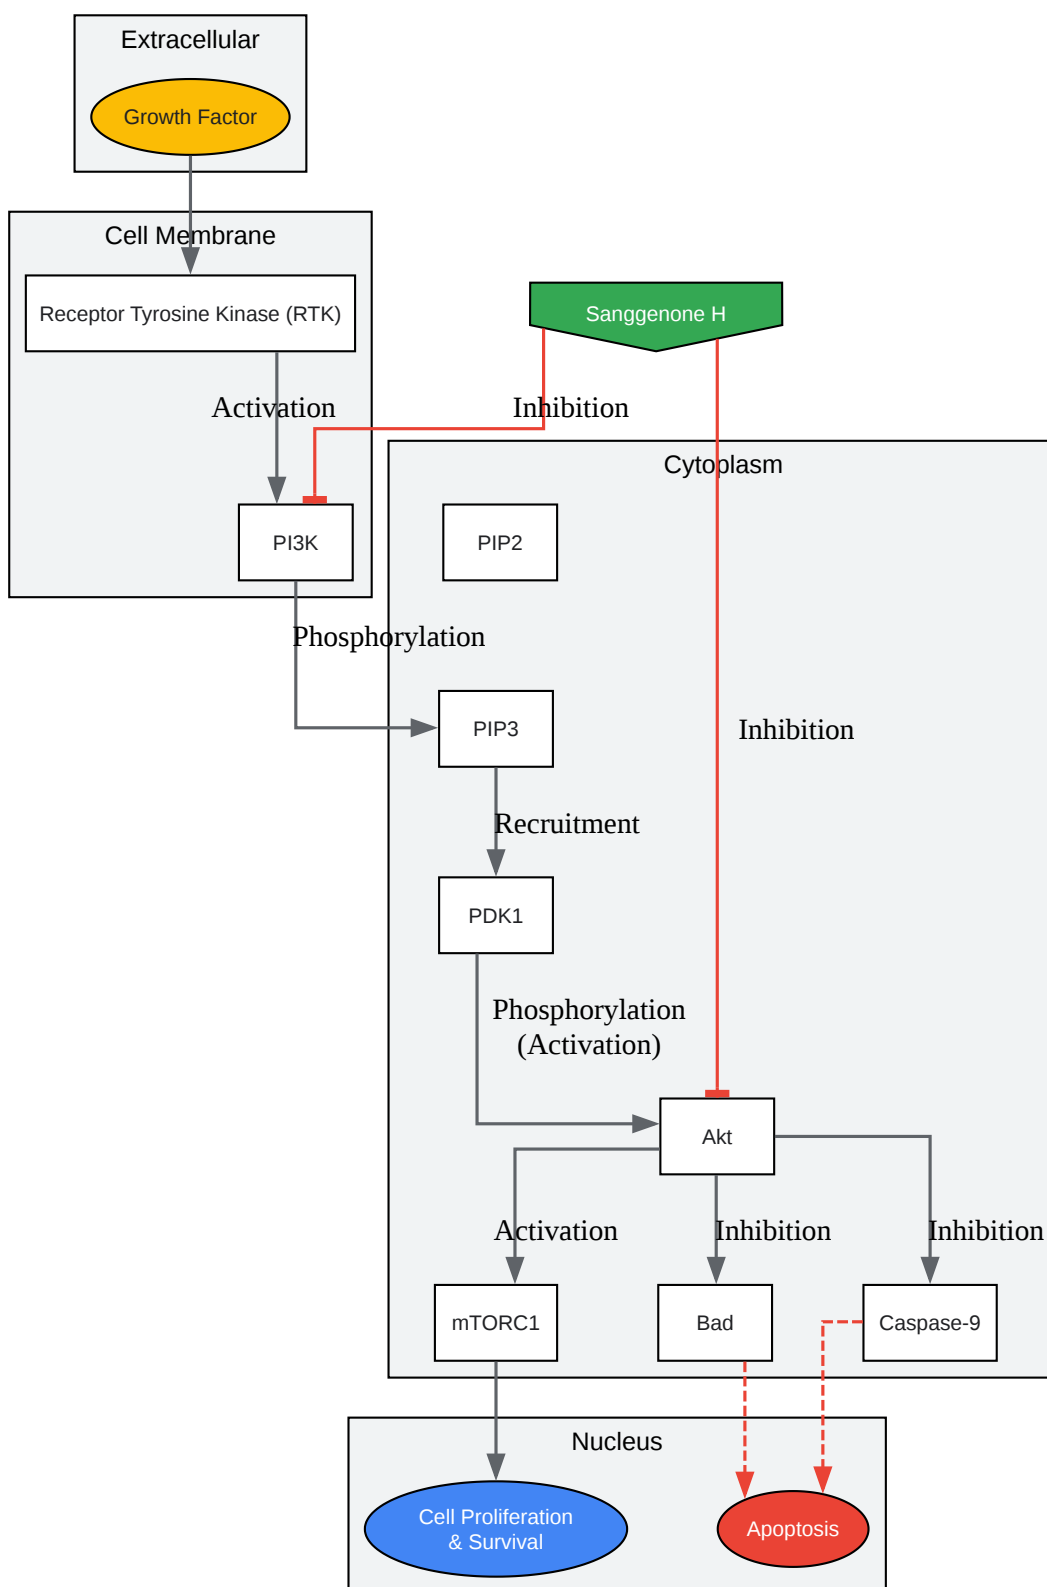 Extracellular
Growth Factor
Cell Membrane
Receptor Tyrosine Kinase (RTK)
Sanggenone H
Activation
Inhibition
Cytoplasm
PI3K
PIP2
Phosphorylation
PIP3
Inhibition
Recruitment
PDK1
Phosphorylation
(Activation)
Akt
Activation
Inhibition
Inhibition
mTORC1
Bad
Caspase-9
Nucleus
Cell Proliferation
& Survival
Apoptosis